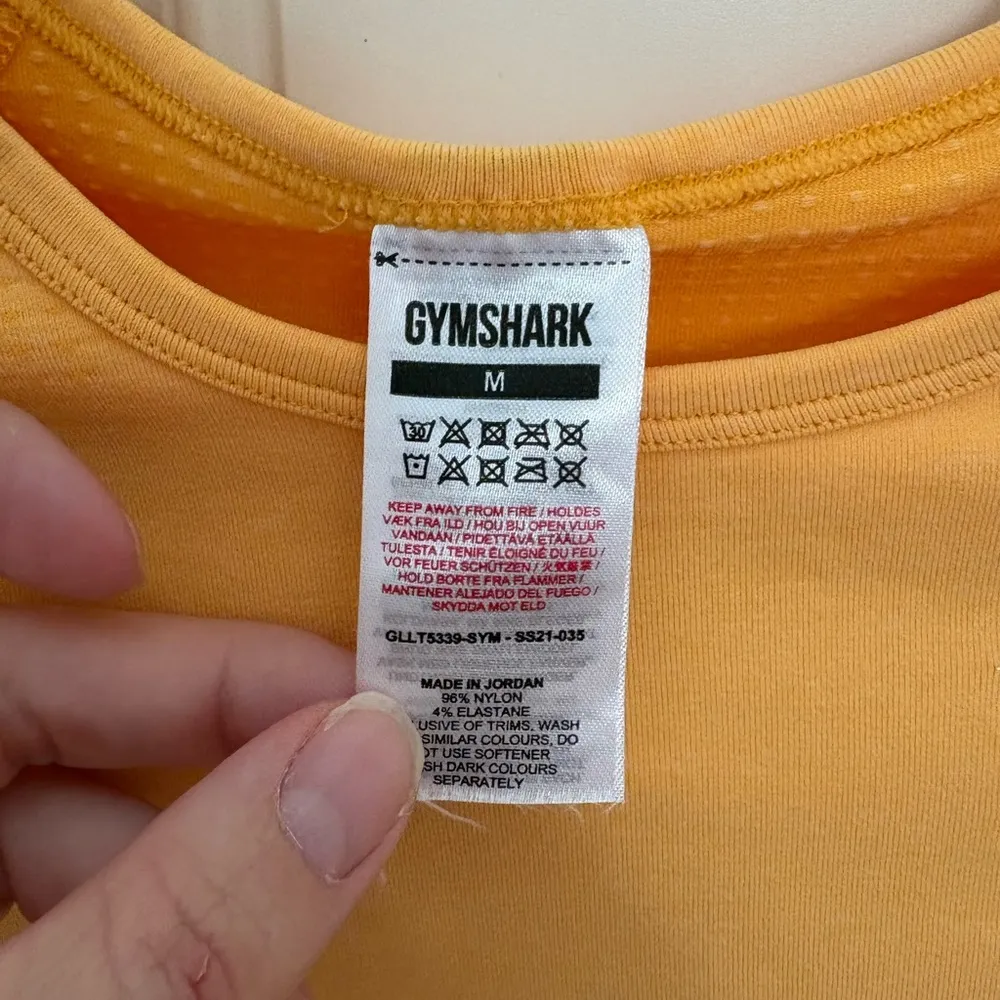 GYMSHARK
M
30
KEEP AWAY FROM FIRE / HOLDES
VÆK FRA ILD / HOU BIJ OPEN VUUR
VANDAAN / PIDETTÄVÄ ETÄÄLLÄ
TULESTA / TENIR ÉLOIGNÉ DU FEU /
VOR FEUER SCHÜTZEN / 火気厳禁 /
HOLD BORTE FRA FLAMMER /
MANTENER ALEJADO DEL FUEGO /
SKYDDA MOT ELD
GLLT5339-SYM - SS21-035
MADE IN JORDAN
96% NYLON
4% ELASTANE
OF TRIMS, WASH
SIMILAR COLOURS, DO
USE SOFTENER
DARK COLOURS
SEPARATELY